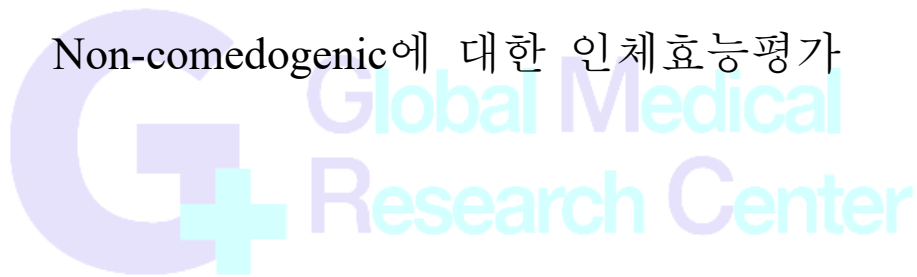 Non-comedogenic에 대한 인체효능평가
Global Medical
Research Center